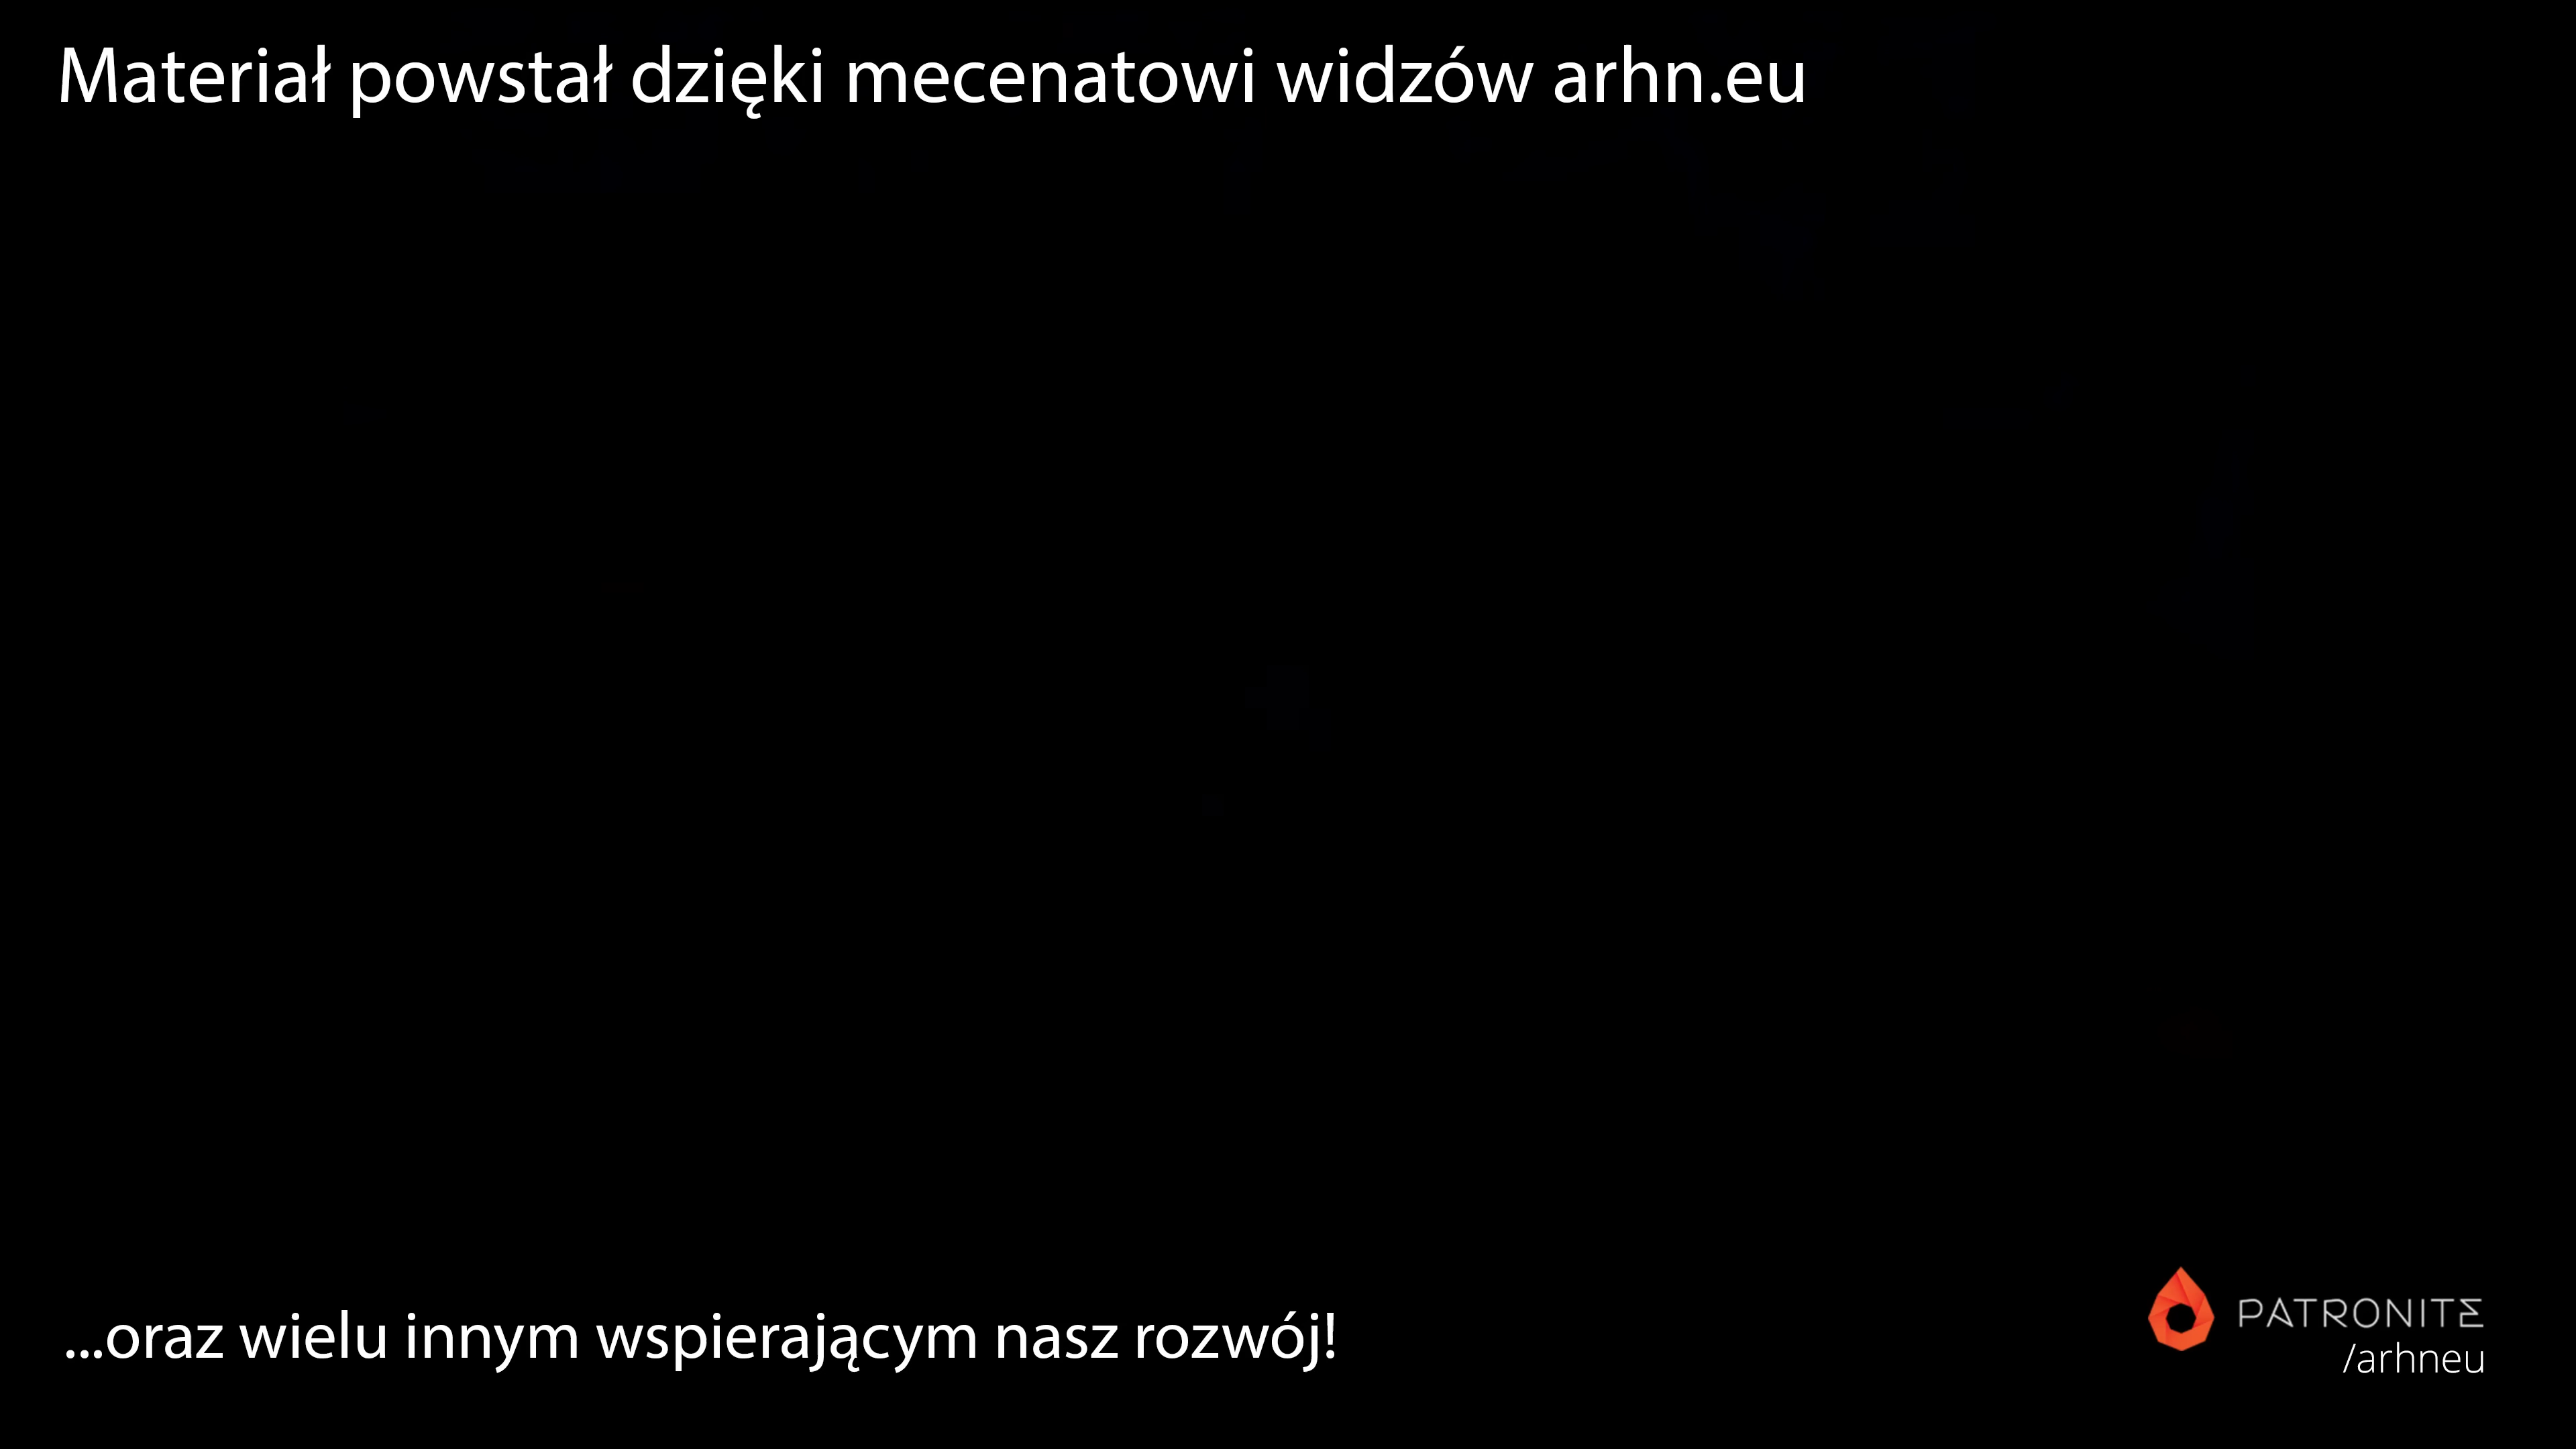 Materiał powstał dzięki mecenatowi widzów arhn.eu
...oraz wielu innym wspierającym nasz rozwój!
PATRONITE
/arhneu